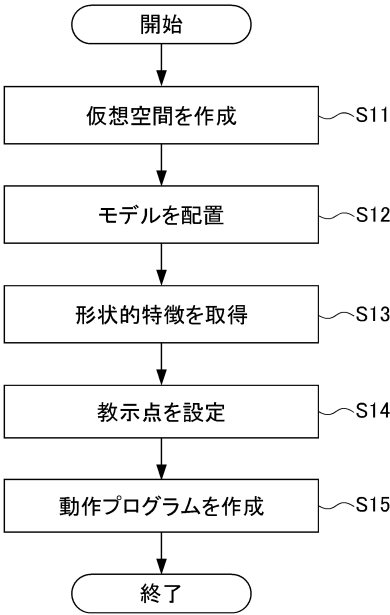 開始
仮想空間を作成 S11
モデルを配置 S12
形状的特徴を取得 S13
教示点を設定 S14
動作プログラムを作成 S15
終了